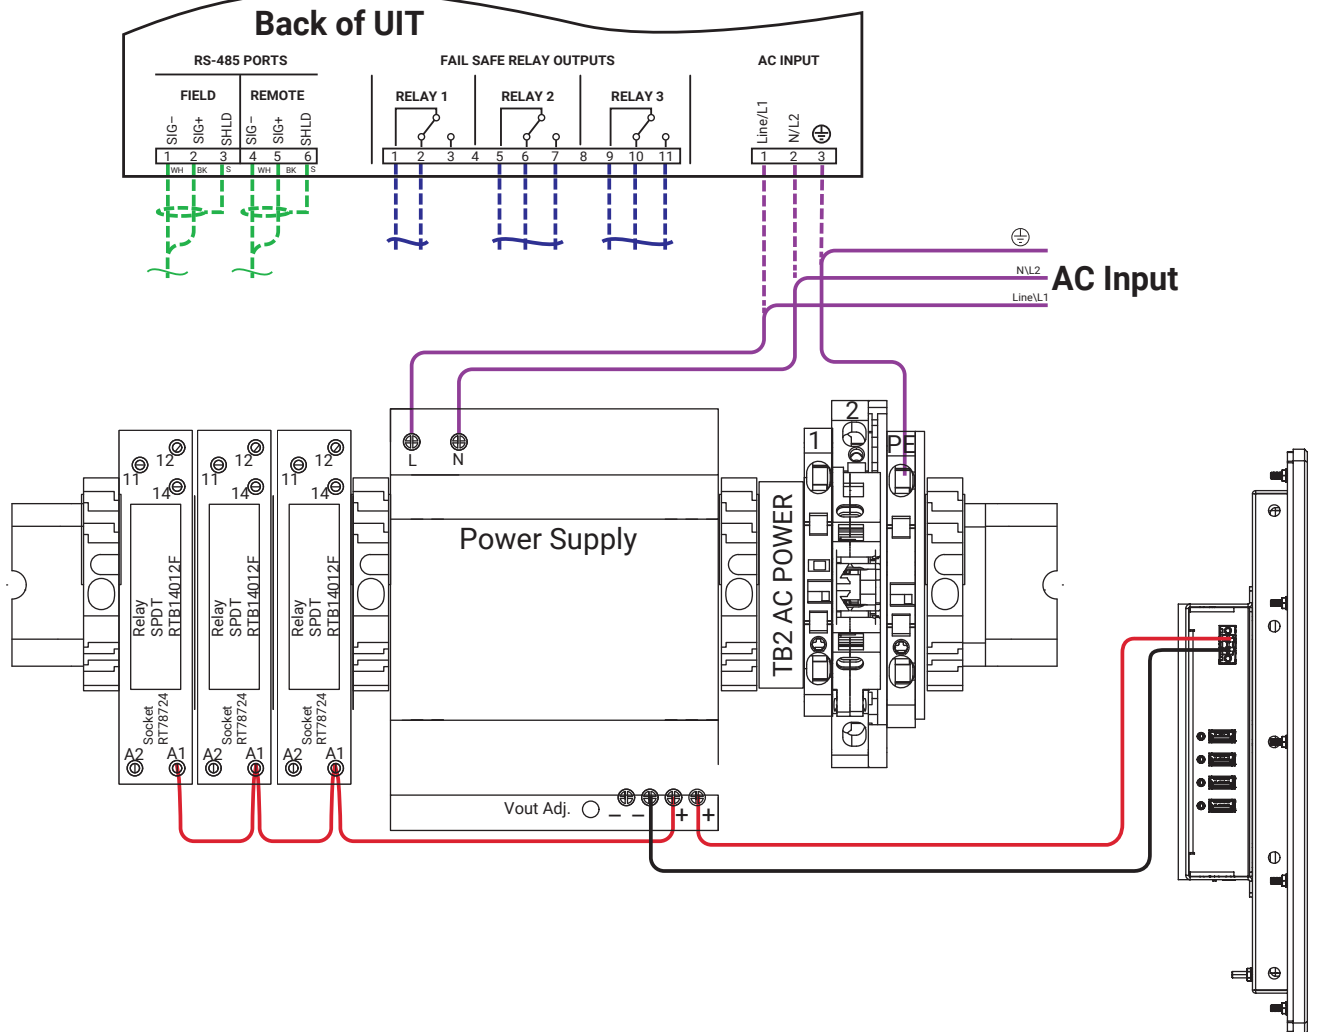 Back of UIT
RS-485 PORTS
FAIL SAFE RELAY OUTPUTS
AC INPUT
FIELD
REMOTE
RELAY 1
RELAY 2
RELAY 3
SIG−
SIG+
SHLD
SIG−
SIG+
SHLD
Line/L1
N/L2
1 2 3 4 5 6
1 2 3 4 5 6 7 8 9 10 11
1 2 3
WH BK S WH BK S
N\L2
AC Input
Line\L1
L N
1
2
PE
11 12
14
11 12
14
11 12
14
Power Supply
TB2 AC POWER
Relay
SPDT
RTB14012F
Relay
SPDT
RTB14012F
Relay
SPDT
RTB14012F
Socket
RT78724
Socket
RT78724
Socket
RT78724
A2 A1
A2 A1
A2 A1
Vout Adj.
− − + +